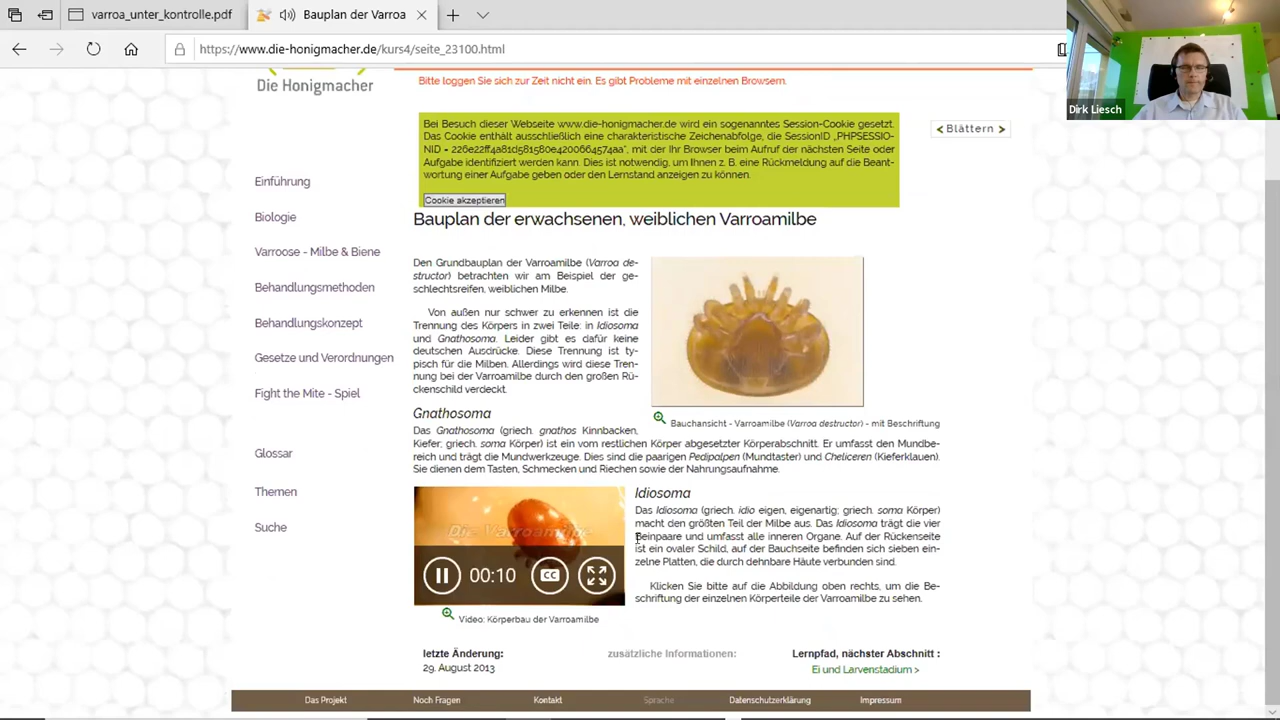 varroa_unter_kontrolle.pdf
Bauplan der Varroa
https://www.die-honigmacher.de/kurs4/seite_23100.html
Dirk Liesch
Die Honigmacher
Bitte loggen Sie sich zur Zeit nicht ein. Es gibt Probleme mit einzelnen Browsern.
Bei Besuch dieser Webseite www.die-honigmacher.de wird ein sogenanntes Session-Cookie gesetzt.
Das Cookie enthält ausschließlich eine charakteristische Zeichenabfolge, die SessionID „PHPSESSIO-
NID = 226e22ff4a81d581580e4200664574aa", mit der Ihr Browser beim Aufruf der nächsten Seite oder
Aufgabe identifiziert werden kann. Dies ist notwendig, um Ihnen z. B. eine Rückmeldung auf die Beant-
wortung einer Aufgabe geben oder den Lernstand anzeigen zu können.
Cookie akzeptieren
< Blättern >
Einführung
Biologie
Varroose - Milbe & Biene
Behandlungsmethoden
Behandlungskonzept
Gesetze und Verordnungen
Fight the Mite - Spiel
Glossar
Themen
Suche
Bauplan der erwachsenen, weiblichen Varroamilbe
Den Grundbauplan der Varroamilbe (Varroa de-
structor) betrachten wir am Beispiel der ge-
schlechtsreifen, weiblichen Milbe.
Von außen nur schwer zu erkennen ist die
Trennung des Körpers in zwei Teile: in Idiosoma
und Gnathosoma. Leider gibt es dafür keine
deutschen Ausdrücke. Diese Trennung ist ty-
pisch für die Milben. Allerdings wird diese Tren-
nung bei der Varroamilbe durch den großen Rü-
ckenschild verdeckt.
Bauchansicht - Varroamilbe (Varroa destructor) - mit Beschriftung
Gnathosoma
Das Gnathosoma (griech. gnathos Kinnbacken,
Kiefer; griech. soma Körper) ist ein vom restlichen Körper abgesetzter Körperabschnitt. Er umfasst den Mundbe-
reich und trägt die Mundwerkzeuge. Dies sind die paarigen Pedipalpen (Mundtaster) und Cheliceren (Kieferklauen).
Sie dienen dem Tasten, Schmecken und Riechen sowie der Nahrungsaufnahme.
Die Varroamilbe
00:10
CC
Video: Körperbau der Varroamilbe
Idiosoma
Das Idiosoma (griech. idio eigen, eigenartig; griech. soma Körper)
macht den größten Teil der Milbe aus. Das Idiosoma trägt die vier
Beinpaare und umfasst alle inneren Organe. Auf der Rückenseite
ist ein ovaler Schild, auf der Bauchseite befinden sich sieben ein-
zelne Platten, die durch dehnbare Häute verbunden sind.
Klicken Sie bitte auf die Abbildung oben rechts, um die Be-
schriftung der einzelnen Körperteile der Varroamilbe zu sehen.
letzte Änderung:
29. August 2013
zusätzliche Informationen:
Lernpfad, nächster Abschnitt :
Ei und Larvenstadium >
Das Projekt
Noch Fragen
Kontakt
Sprache
Datenschutzerklärung
Impressum